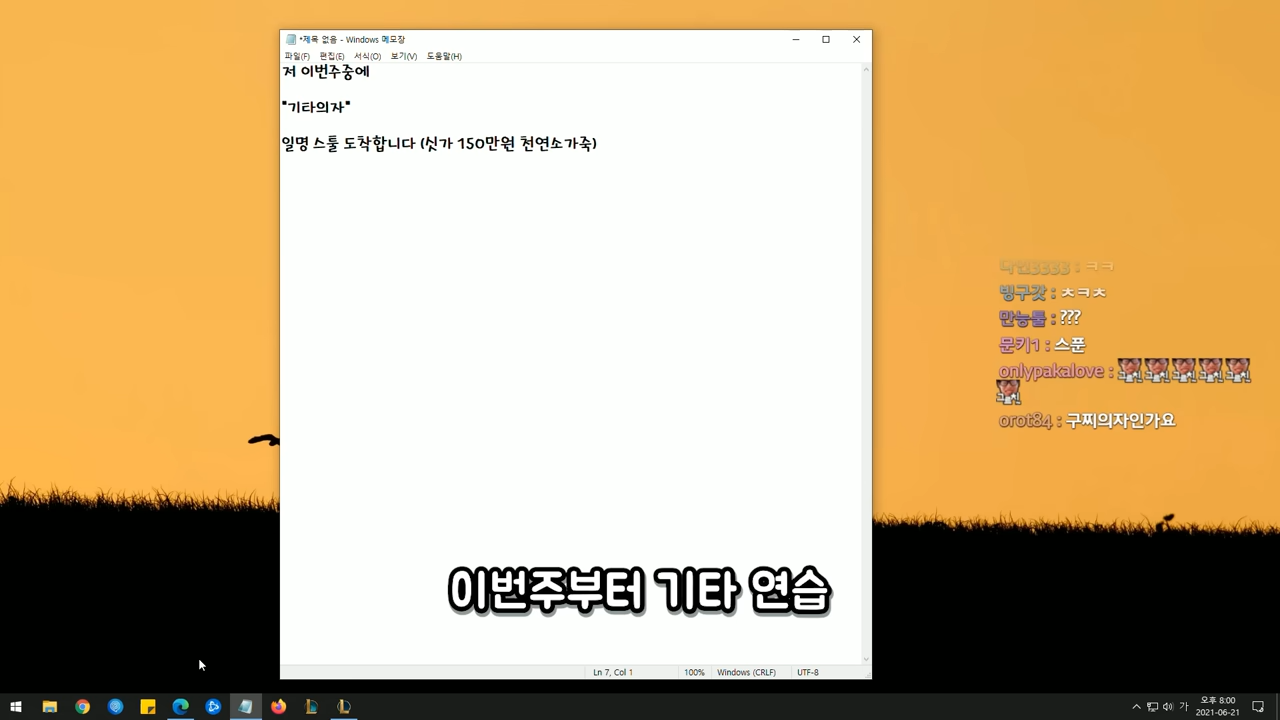 *제목 없음 - Windows 메모장
파일(F) 편집(E) 서식(O) 보기(V) 도움말(H)
저 이번주중에
"기타의자"
일명 스툴 도착합니다 (싯가 150만원 천연소가죽)
: ㅋㅋ
빙구갓 : ㅊㅋㅊ
만능툴 : ???
문키1 : 스푼
onlypakalove :
orot84 : 구찌의자인가요
이번주부터 기타 연습
Ln 7, Col 1 100% Windows (CRLF) UTF-8
가 오후 8:00
2021-06-21